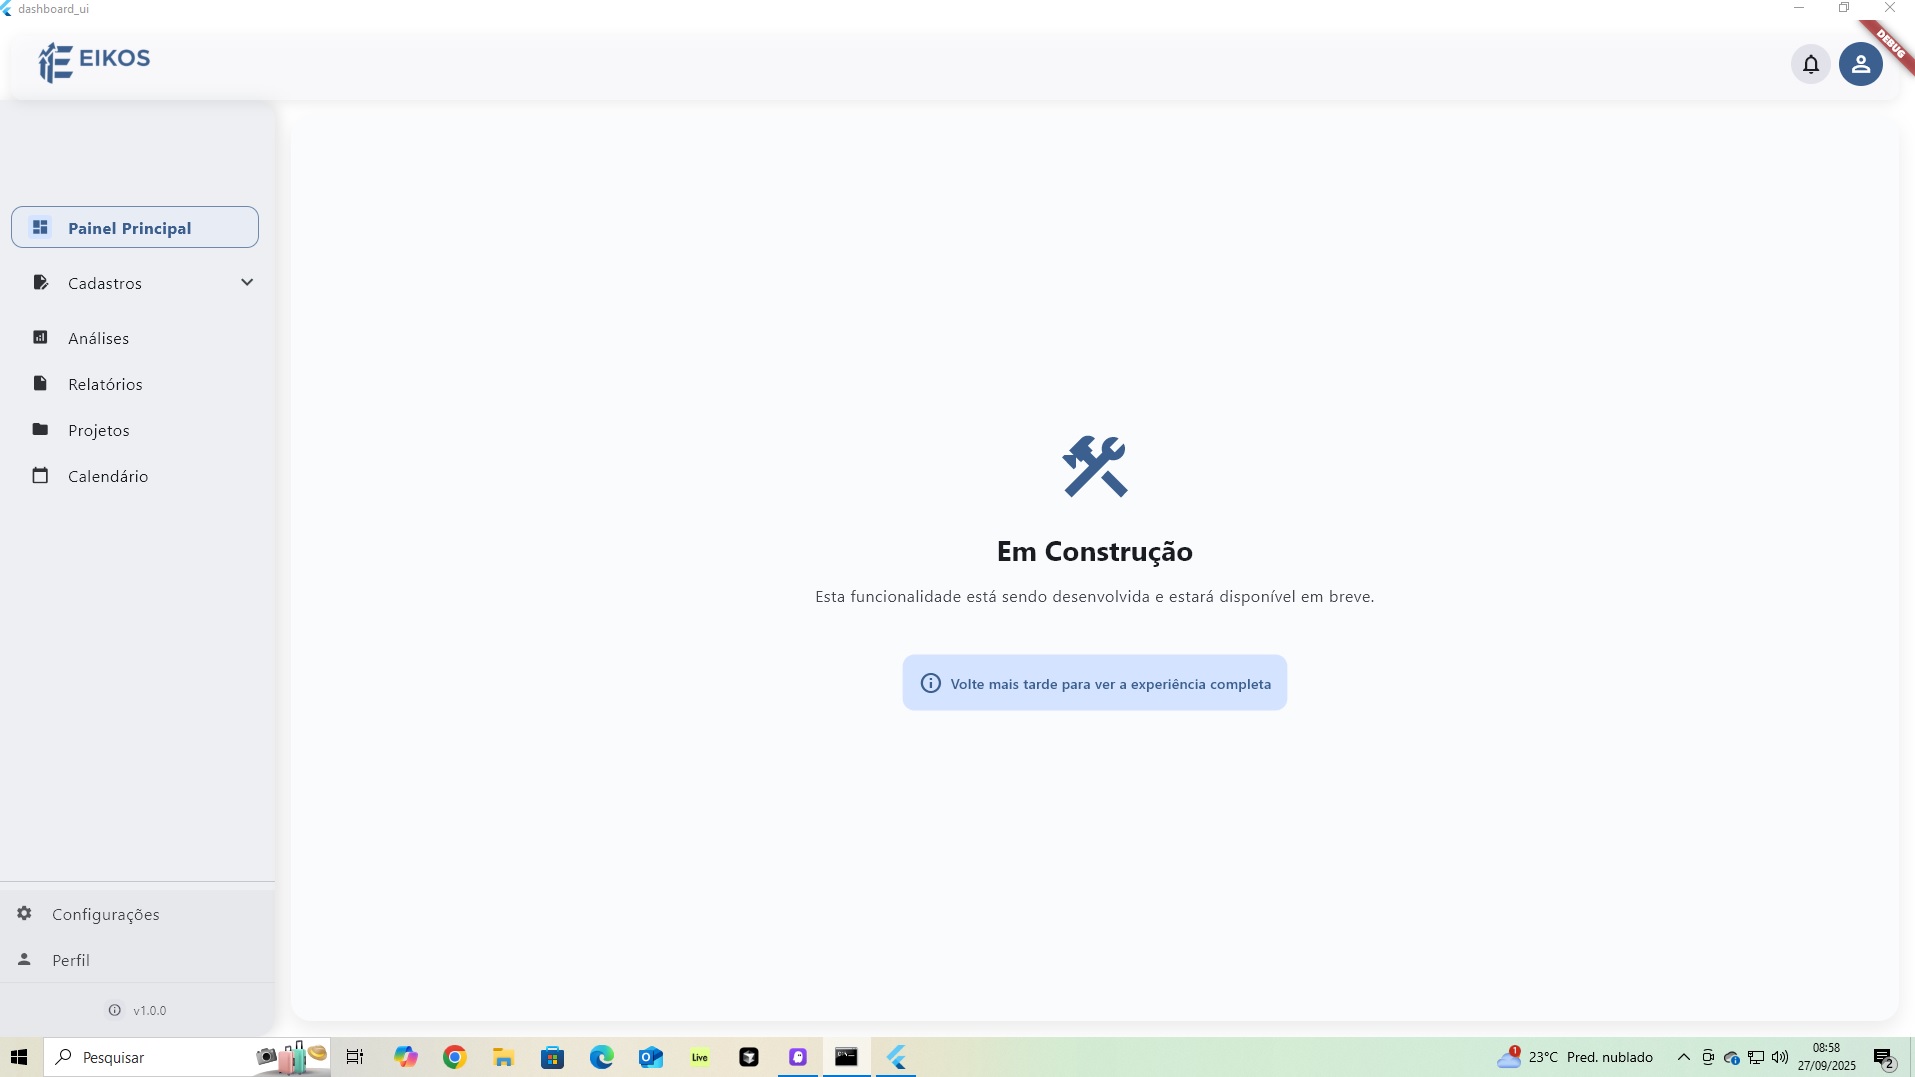 dashboard_ui
DEBUG
EIKOS
Painel Principal
Cadastros
Análises
Relatórios
Projetos
Calendário
Em Construção
Esta funcionalidade está sendo desenvolvida e estará disponível em breve.
Volte mais tarde para ver a experiência completa
Configurações
Perfil
v1.0.0
Pesquisar
Live
1
23°C Pred. nublado
08:58
27/09/2025
2